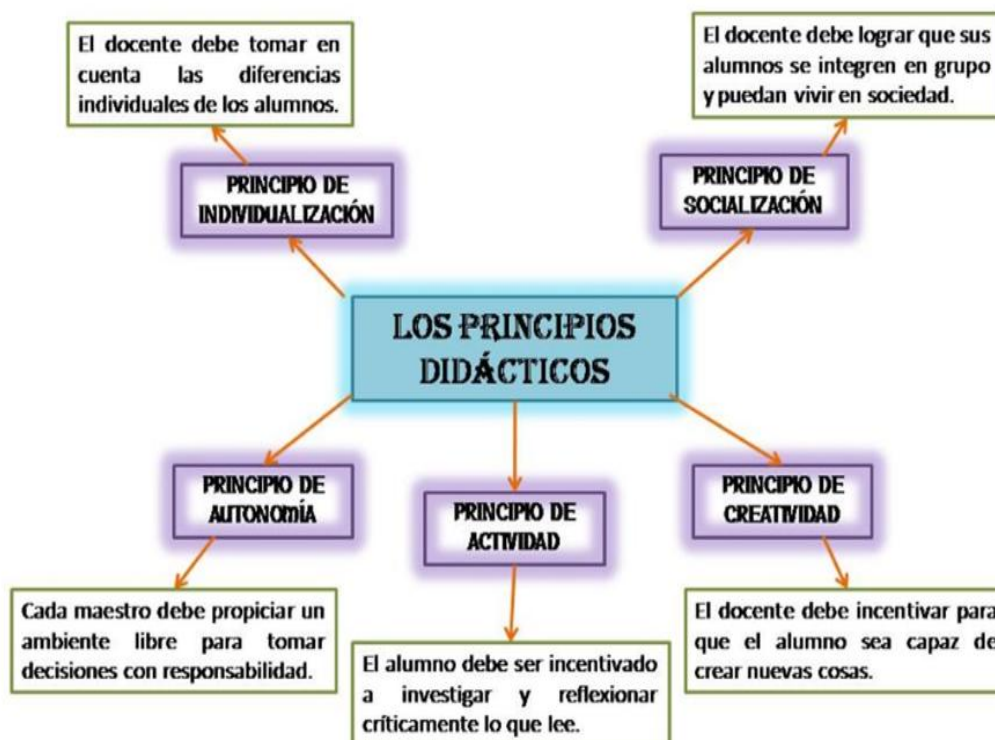 El docente debe tomar en
cuenta las diferencias
individuales de los alumnos.
El docente debe lograr que sus
alumnos se integren en grupo
y puedan vivir en sociedad.
PRINCIPIO DE
INDIVIDUALIZACIÓN
PRINCIPIO DE
SOCIALIZACIÓN
LOS PRINCIPIOS
DIDÁCTICOS
PRINCIPIO DE
AUTONOMÍA
PRINCIPIO DE
ACTIVIDAD
PRINCIPIO DE
CREATIVIDAD
Cada maestro debe propiciar un
ambiente libre para tomar
decisiones con responsabilidad.
El alumno debe ser incentivado
a investigar y reflexionar
críticamente lo que lee.
El docente debe incentivar para
que el alumno sea capaz de
crear nuevas cosas.